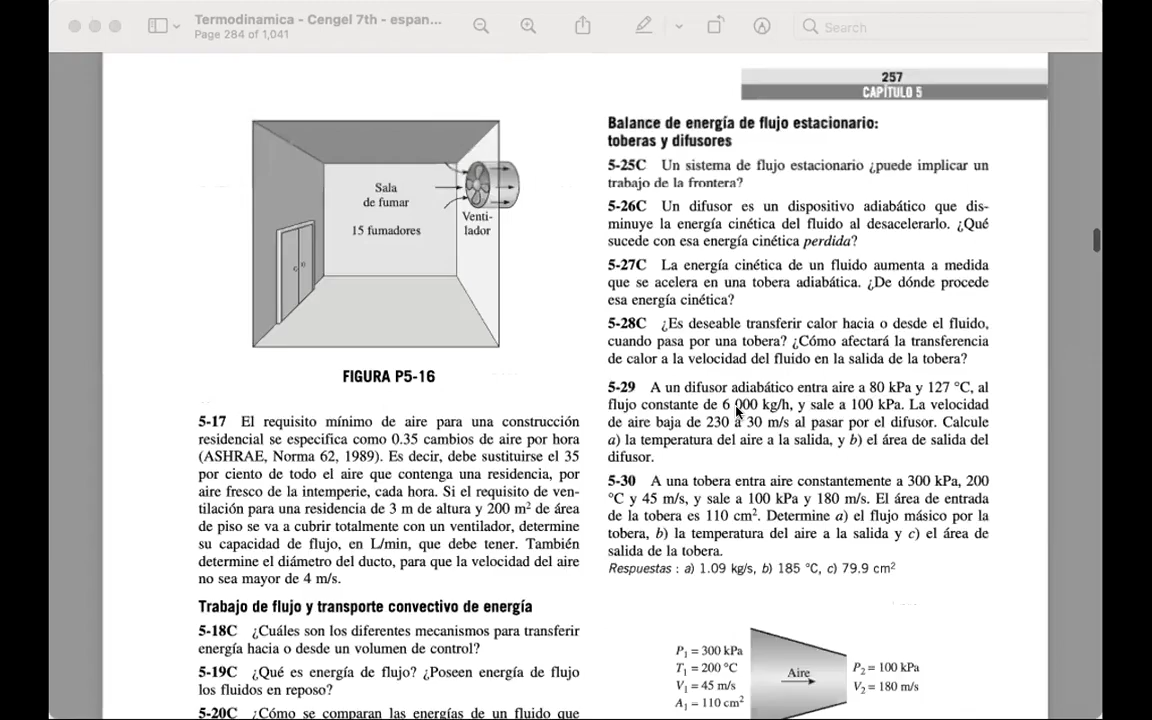 Termodinamica - Cengel 7th - espan...
Page 284 of 1,041
Search
257
CAPÍTULO 5
Sala
de fumar
15 fumadores
Venti-
lador
FIGURA P5-16
5-17 El requisito mínimo de aire para una construcción
residencial se especifica como 0.35 cambios de aire por hora
(ASHRAE, Norma 62, 1989). Es decir, debe sustituirse el 35
por ciento de todo el aire que contenga una residencia, por
aire fresco de la intemperie, cada hora. Si el requisito de ven-
tilación para una residencia de 3 m de altura y 200 m² de área
de piso se va a cubrir totalmente con un ventilador, determine
su capacidad de flujo, en L/min, que debe tener. También
determine el diámetro del ducto, para que la velocidad del aire
no sea mayor de 4 m/s.
Trabajo de flujo y transporte convectivo de energía
5-18C ¿Cuáles son los diferentes mecanismos para transferir
energía hacia o desde un volumen de control?
5-19C ¿Qué es energía de flujo? ¿Poseen energía de flujo
los fluidos en reposo?
5-20C ¿Cómo se comparan las energías de un fluido que
Balance de energía de flujo estacionario:
toberas y difusores
5-25C Un sistema de flujo estacionario ¿puede implicar un
trabajo de la frontera?
5-26C Un difusor es un dispositivo adiabático que dis-
minuye la energía cinética del fluido al desacelerarlo. ¿Qué
sucede con esa energía cinética perdida?
5-27C La energía cinética de un fluido aumenta a medida
que se acelera en una tobera adiabática. ¿De dónde procede
esa energía cinética?
5-28C ¿Es deseable transferir calor hacia o desde el fluido,
cuando pasa por una tobera? ¿Cómo afectará la transferencia
de calor a la velocidad del fluido en la salida de la tobera?
5-29 A un difusor adiabático entra aire a 80 kPa y 127 °C, al
flujo constante de 6 000 kg/h, y sale a 100 kPa. La velocidad
de aire baja de 230 a 30 m/s al pasar por el difusor. Calcule
a) la temperatura del aire a la salida, y b) el área de salida del
difusor.
5-30 A una tobera entra aire constantemente a 300 kPa, 200
°C y 45 m/s, y sale a 100 kPa y 180 m/s. El área de entrada
de la tobera es 110 cm². Determine a) el flujo másico por la
tobera, b) la temperatura del aire a la salida y c) el área de
salida de la tobera.
Respuestas : a) 1.09 kg/s, b) 185 °C, c) 79.9 cm²
P₁ = 300 kPa
T₁ = 200 °C
V₁ = 45 m/s
A₁ = 110 cm²
Aire
P₂ = 100 kPa
V₂ = 180 m/s